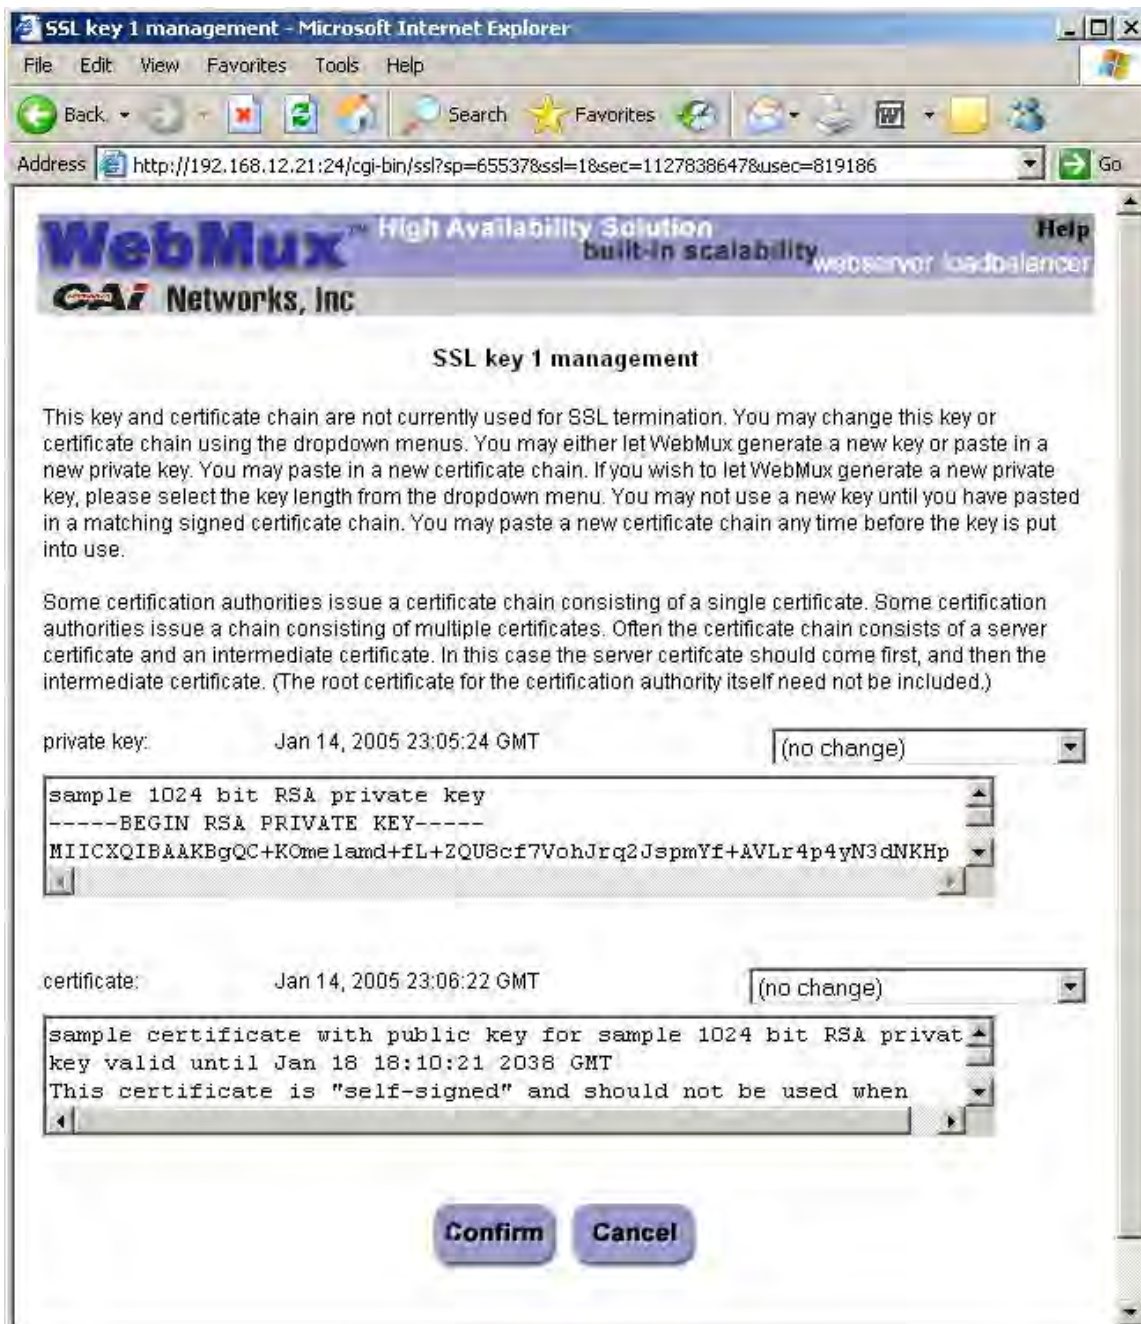 SSL key 1 management - Microsoft Internet Explorer
File Edit View Favorites Tools Help
Back Search Favorites
Address http://192.168.12.21:24/cgi-bin/ssl?sp=65537&ssl=1&sec=1127838647&usec=819186 Go
WebMux™ High Availability Solution Help
built-in scalability webserver loadbalancer
CAI Networks, Inc
SSL key 1 management
This key and certificate chain are not currently used for SSL termination. You may change this key or
certificate chain using the dropdown menus. You may either let WebMux generate a new key or paste in a
new private key. You may paste in a new certificate chain. If you wish to let WebMux generate a new private
key, please select the key length from the dropdown menu. You may not use a new key until you have pasted
in a matching signed certificate chain. You may paste a new certificate chain any time before the key is put
into use.
Some certification authorities issue a certificate chain consisting of a single certificate. Some certification
authorities issue a chain consisting of multiple certificates. Often the certificate chain consists of a server
certificate and an intermediate certificate. In this case the server certifcate should come first, and then the
intermediate certificate. (The root certificate for the certification authority itself need not be included.)
private key: Jan 14, 2005 23:05:24 GMT (no change)
sample 1024 bit RSA private key
-----BEGIN RSA PRIVATE KEY-----
MIICXQIBAAKBgQC+KOmelamd+fL+ZQU8cf7VohJrq2JspmYf+AVLr4p4yN3dNKHp
certificate: Jan 14, 2005 23:06:22 GMT (no change)
sample certificate with public key for sample 1024 bit RSA privat
key valid until Jan 18 18:10:21 2038 GMT
This certificate is "self-signed" and should not be used when
Confirm Cancel